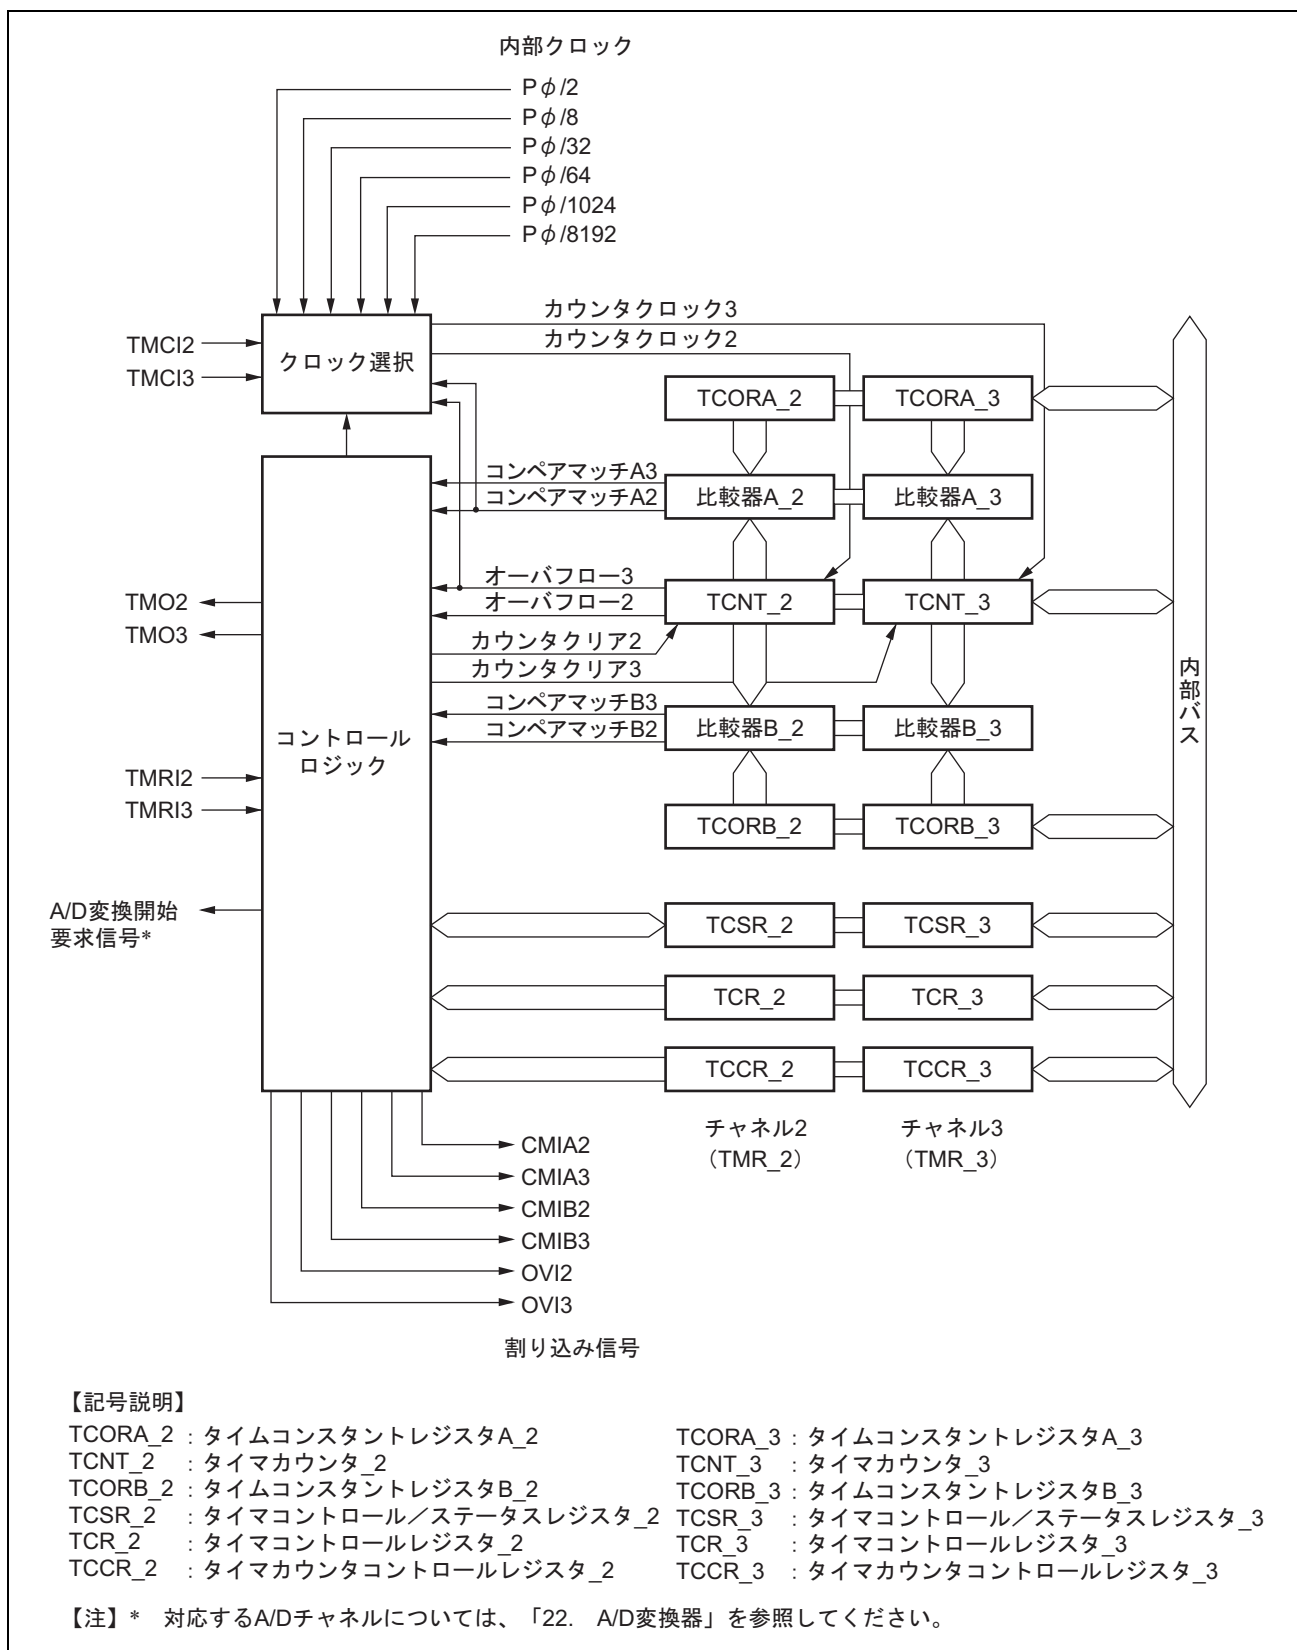 内部クロック
Pφ/2
Pφ/8
Pφ/32
Pφ/64
Pφ/1024
Pφ/8192
カウンタクロック3
カウンタクロック2
TMCI2
TMCI3
クロック選択
TCORA_2
TCORA_3
コンペアマッチA3
コンペアマッチA2
比較器A_2
比較器A_3
オーバフロー3
オーバフロー2
TCNT_2
TCNT_3
TMO2
TMO3
カウンタクリア2
カウンタクリア3
コンペアマッチB3
コンペアマッチB2
比較器B_2
比較器B_3
内部バス
コントロール
ロジック
TMRI2
TMRI3
TCORB_2
TCORB_3
A/D変換開始
要求信号*
TCSR_2
TCSR_3
TCR_2
TCR_3
TCCR_2
TCCR_3
チャネル2
(TMR_2)
チャネル3
(TMR_3)
CMIA2
CMIA3
CMIB2
CMIB3
OVI2
OVI3
割り込み信号
【記号説明】
TCORA_2 : タイムコンスタントレジスタA_2
TCNT_2 : タイマカウンタ_2
TCORB_2 : タイムコンスタントレジスタB_2
TCSR_2 : タイマコントロール／ステータスレジスタ_2
TCR_2 : タイマコントロールレジスタ_2
TCCR_2 : タイマカウンタコントロールレジスタ_2
TCORA_3 : タイムコンスタントレジスタA_3
TCNT_3 : タイマカウンタ_3
TCORB_3 : タイムコンスタントレジスタB_3
TCSR_3 : タイマコントロール／ステータスレジスタ_3
TCR_3 : タイマコントロールレジスタ_3
TCCR_3 : タイマカウンタコントロールレジスタ_3
【注】* 対応するA/Dチャネルについては、「22. A/D変換器」を参照してください。